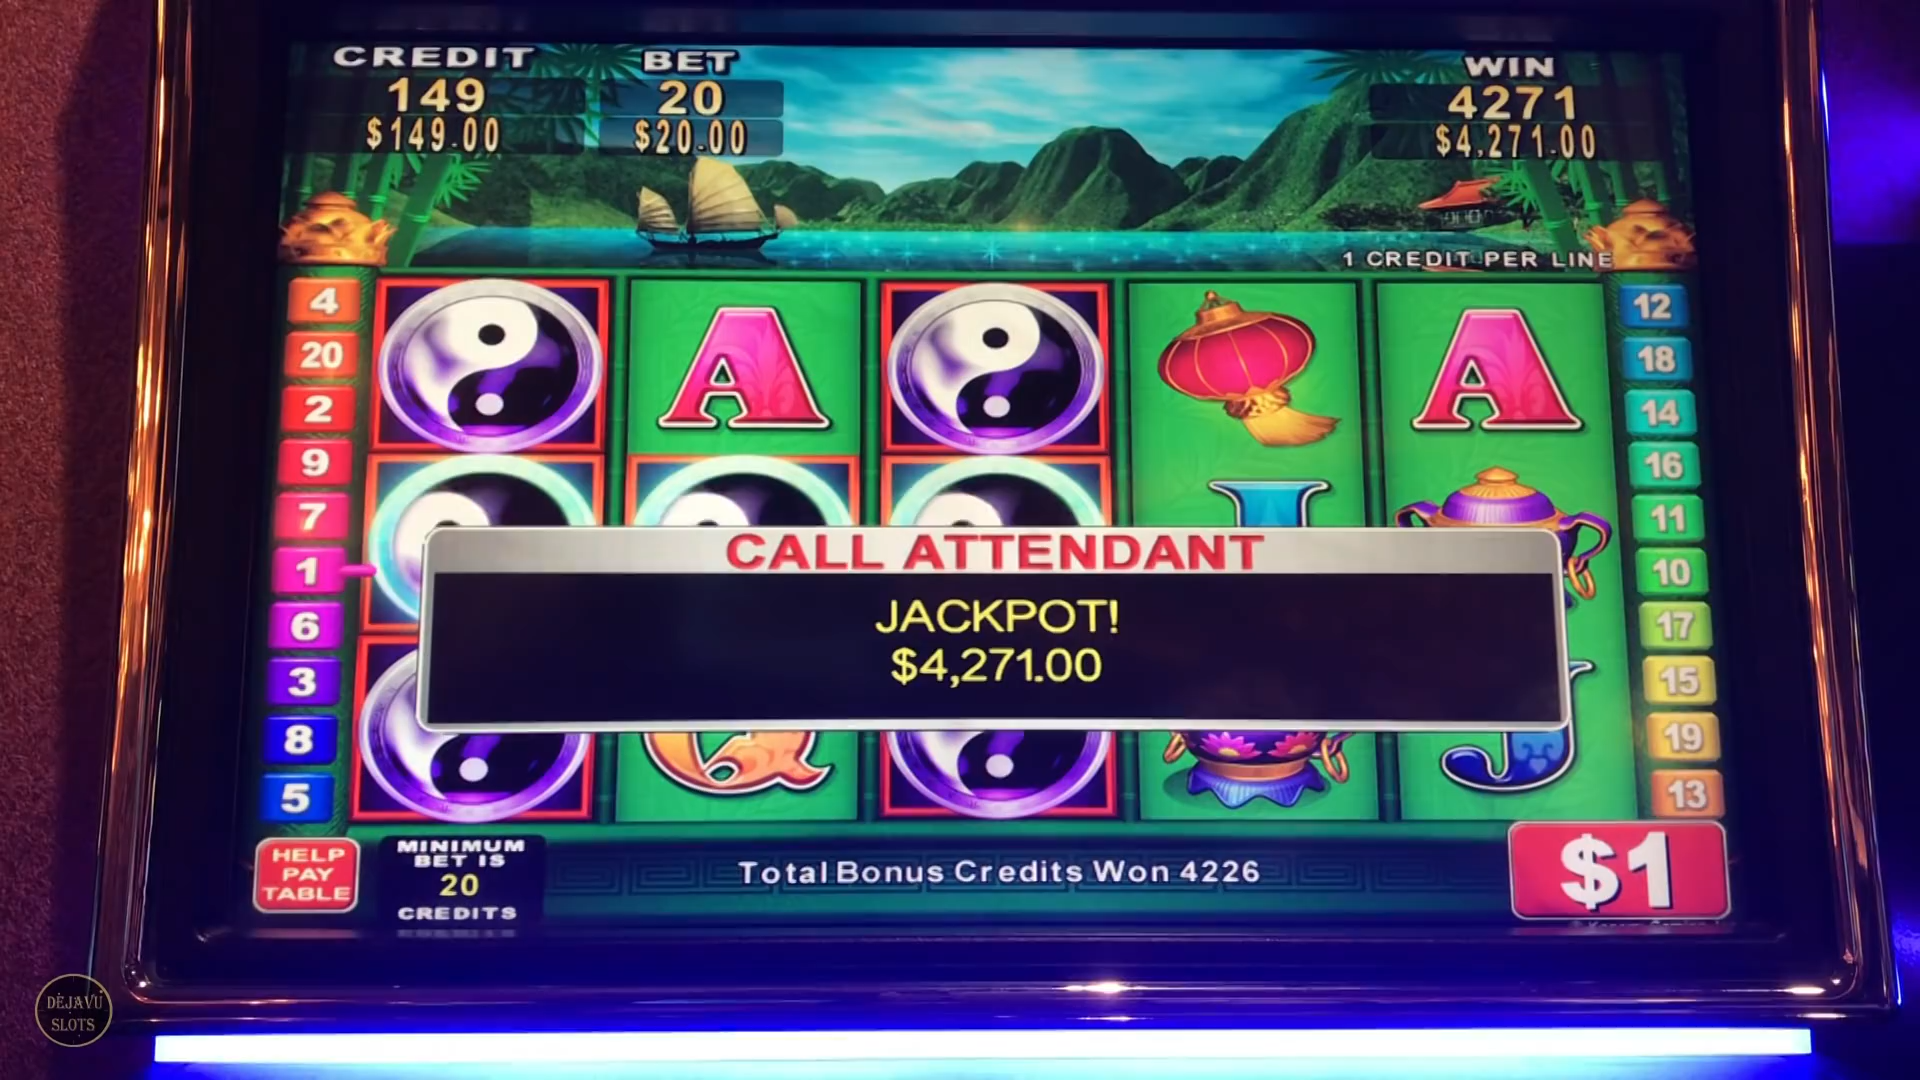 CREDIT
149
$149.00
BET
20
$20.00
WIN
4271
$4,271.00
1 CREDIT PER LINE
4
20
2
9
7
1
6
3
8
5
A
A
CALL ATTENDANT
JACKPOT!
$4,271.00
Q
J
12
18
14
16
11
10
17
15
19
13
HELP
PAY
TABLE
MINIMUM
BET IS
20
CREDITS
Total Bonus Credits Won 4226
$1
DEJAVU
SLOTS